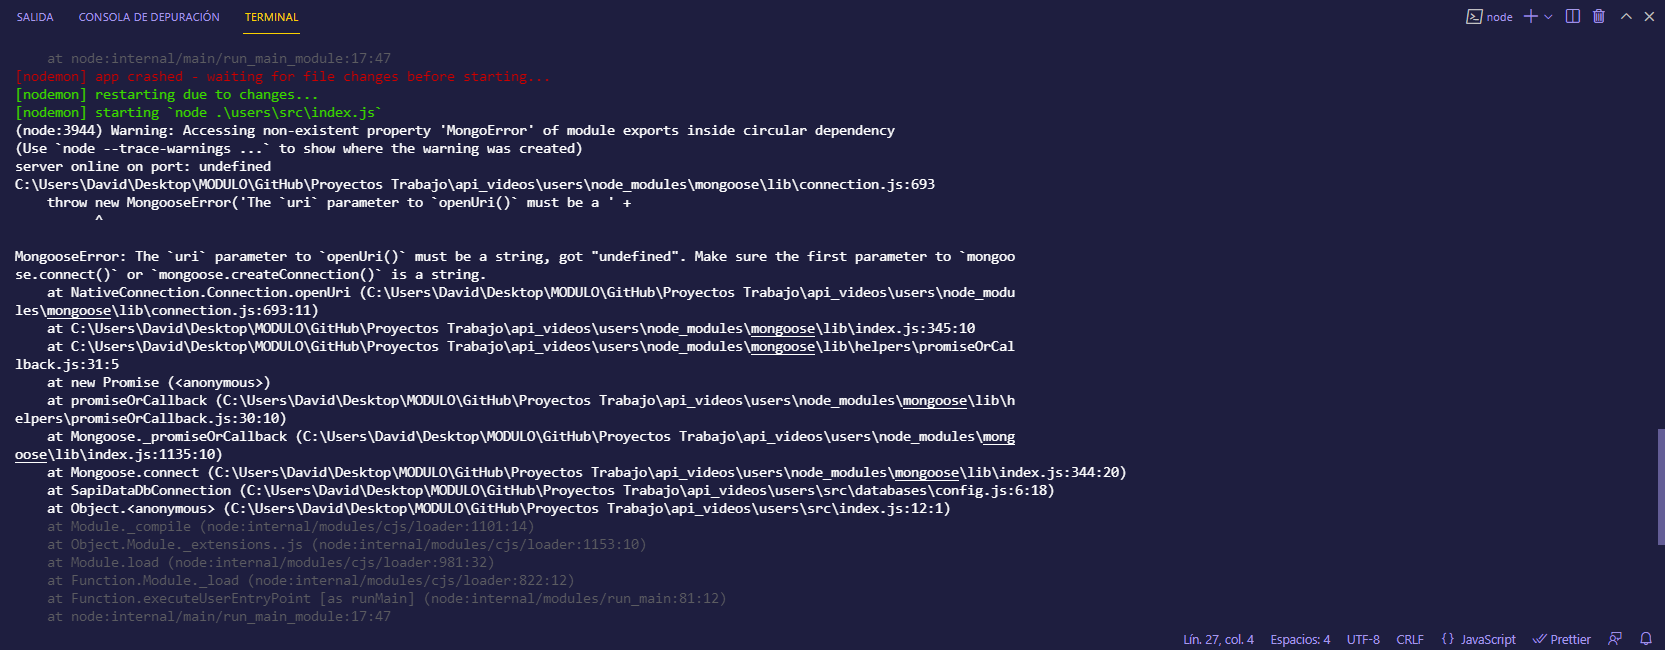 SALIDA CONSOLA DE DEPURACIÓN TERMINAL node
at node:internal/main/run_main_module:17:47
[nodemon] app crashed - waiting for file changes before starting...
[nodemon] restarting due to changes...
[nodemon] starting `node .\users\src\index.js`
(node:3944) Warning: Accessing non-existent property 'MongoError' of module exports inside circular dependency
(Use `node --trace-warnings ...` to show where the warning was created)
server online on port: undefined
C:\Users\David\Desktop\MODULO\GitHub\Proyectos Trabajo\api_videos\users\node_modules\mongoose\lib\connection.js:693
throw new MongooseError('The `uri` parameter to `openUri()` must be a ' +
^
MongooseError: The `uri` parameter to `openUri()` must be a string, got "undefined". Make sure the first parameter to `mongoo
se.connect()` or `mongoose.createConnection()` is a string.
at NativeConnection.Connection.openUri (C:\Users\David\Desktop\MODULO\GitHub\Proyectos Trabajo\api_videos\users\node_modu
les\mongoose\lib\connection.js:693:11)
at C:\Users\David\Desktop\MODULO\GitHub\Proyectos Trabajo\api_videos\users\node_modules\mongoose\lib\index.js:345:10
at C:\Users\David\Desktop\MODULO\GitHub\Proyectos Trabajo\api_videos\users\node_modules\mongoose\lib\helpers\promiseOrCal
lback.js:31:5
at new Promise (<anonymous>)
at promiseOrCallback (C:\Users\David\Desktop\MODULO\GitHub\Proyectos Trabajo\api_videos\users\node_modules\mongoose\lib\h
elpers\promiseOrCallback.js:30:10)
at Mongoose._promiseOrCallback (C:\Users\David\Desktop\MODULO\GitHub\Proyectos Trabajo\api_videos\users\node_modules\mong
oose\lib\index.js:1135:10)
at Mongoose.connect (C:\Users\David\Desktop\MODULO\GitHub\Proyectos Trabajo\api_videos\users\node_modules\mongoose\lib\index.js:344:20)
at SapiDataDbConnection (C:\Users\David\Desktop\MODULO\GitHub\Proyectos Trabajo\api_videos\users\src\databases\config.js:6:18)
at Object.<anonymous> (C:\Users\David\Desktop\MODULO\GitHub\Proyectos Trabajo\api_videos\users\src\index.js:12:1)
at Module._compile (node:internal/modules/cjs/loader:1101:14)
at Object.Module._extensions..js (node:internal/modules/cjs/loader:1153:10)
at Module.load (node:internal/modules/cjs/loader:981:32)
at Function.Module._load (node:internal/modules/cjs/loader:822:12)
at Function.executeUserEntryPoint [as runMain] (node:internal/modules/run_main:81:12)
at node:internal/main/run_main_module:17:47
Lín. 27, col. 4 Espacios: 4 UTF-8 CRLF {} JavaScript Prettier